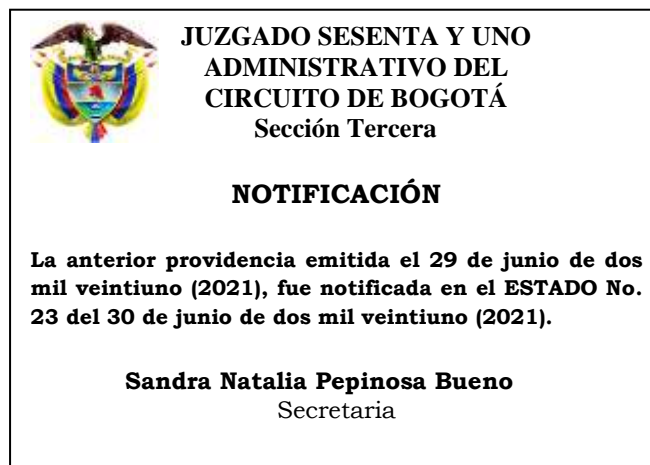 JUZGADO SESENTA Y UNO
ADMINISTRATIVO DEL
CIRCUITO DE BOGOTÁ
Sección Tercera
NOTIFICACIÓN
La anterior providencia emitida el 29 de junio de dos
mil veintiuno (2021), fue notificada en el ESTADO No.
23 del 30 de junio de dos mil veintiuno (2021).
Sandra Natalia Pepinosa Bueno
Secretaria